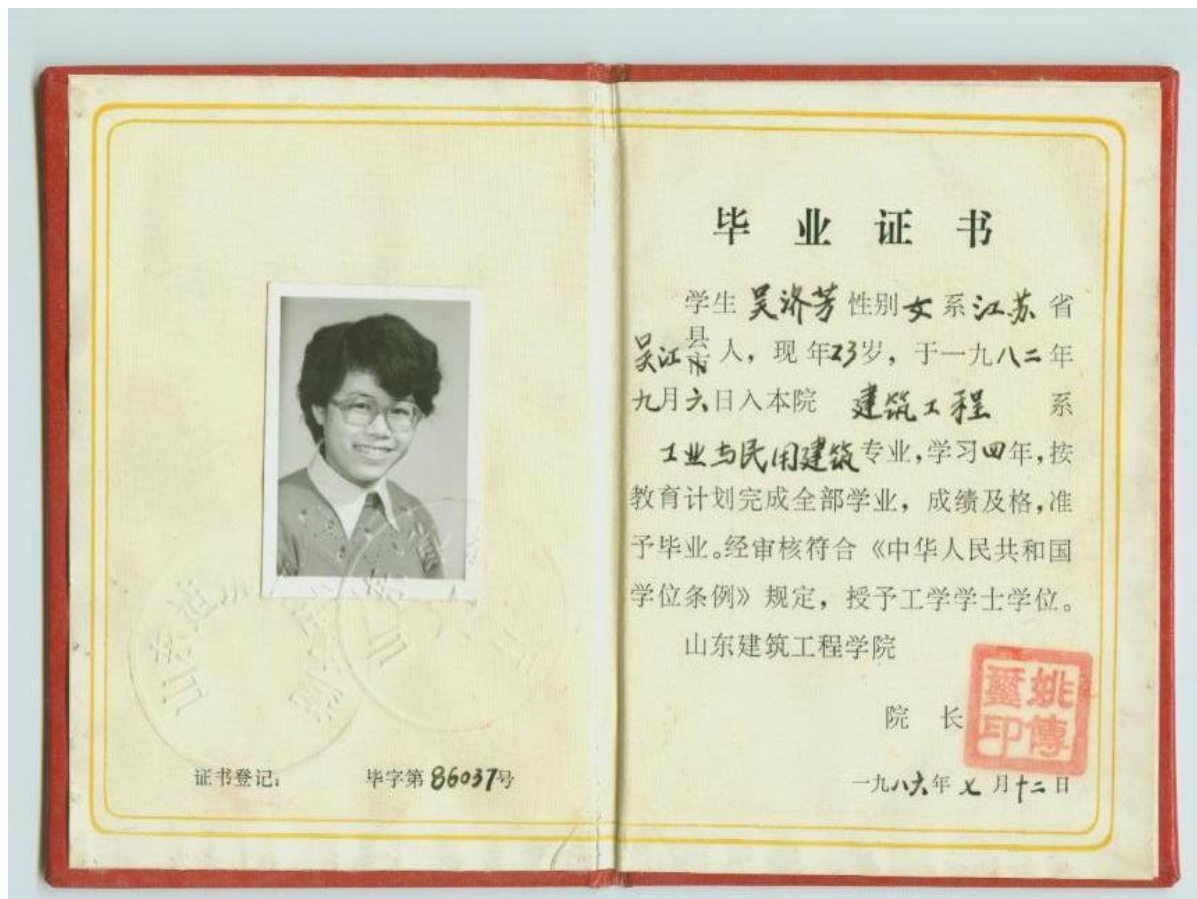 证书登记：　毕字第86037号
毕业证书
学生吴济芳性别女系江苏省
吴江县市人，现年23岁，于一九八二年
九月六日入本院　建筑工程　系
工业与民用建筑专业，学习四年，按
教育计划完成全部学业，成绩及格，准
予毕业。经审核符合《中华人民共和国
学位条例》规定，授予工学学士学位。
山东建筑工程学院
院　长
一九八六年七月十二日